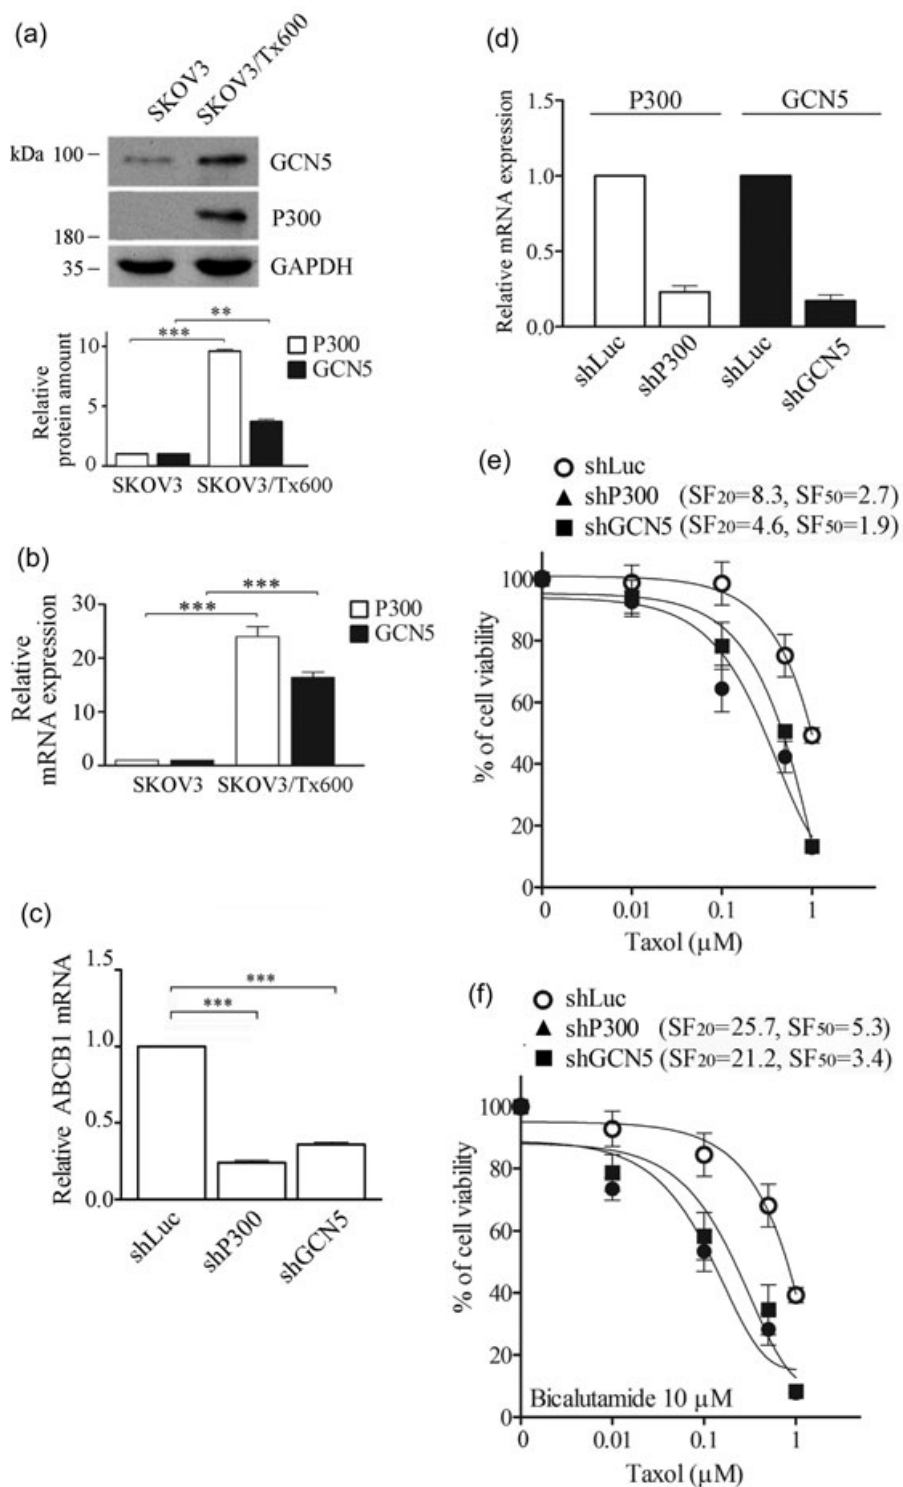 (a)
SKOV3
SKOV3/Tx600
kDa 100
GCN5
P300
180
35
GAPDH
*** **
P300
GCN5
Relative
protein amount
10
5
0
SKOV3 SKOV3/Tx600
(b)
*** ***
P300
GCN5
Relative
mRNA expression
30
20
10
0
SKOV3 SKOV3/Tx600
(c)
Relative ABCB1 mRNA
1.5
1.0
0.5
0.0
***
***
shLuc
shP300
shGCN5
(d)
P300 GCN5
Relative mRNA expression
1.5
1.0
0.5
0.0
shLuc
shP300
shLuc
shGCN5
(e)
shLuc
shP300 (SF20=8.3, SF50=2.7)
shGCN5 (SF20=4.6, SF50=1.9)
% of cell viability
100
80
60
40
20
0
0 0.01 0.1 1
Taxol (µM)
(f)
shLuc
shP300 (SF20=25.7, SF50=5.3)
shGCN5 (SF20=21.2, SF50=3.4)
% of cell viability
100
80
60
40
20
0
Bicalutamide 10 µM
0 0.01 0.1 1
Taxol (µM)